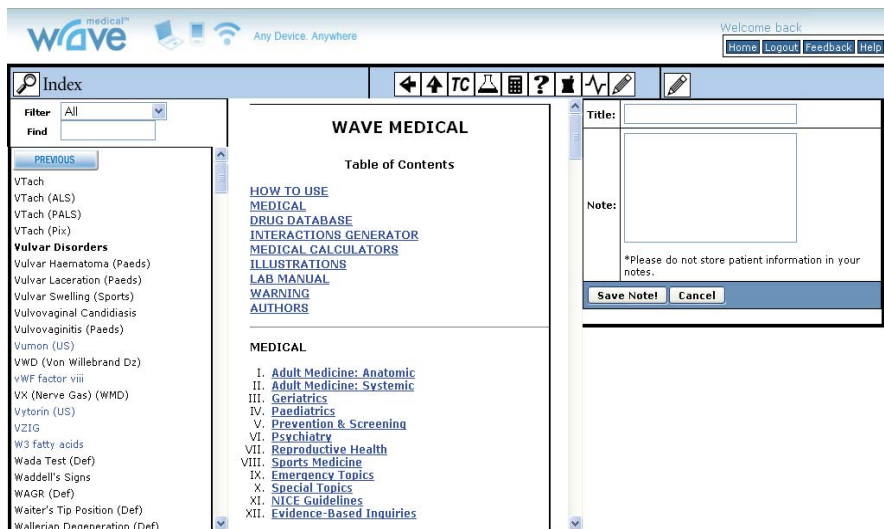 medical™
wave
Any Device. Anywhere
Welcome back
Home Logout Feedback Help
Index
TC
?
Filter All
Find
PREVIOUS
VTach
VTach (ALS)
VTach (PALS)
VTach (Pix)
Vulvar Disorders
Vulvar Haematoma (Paeds)
Vulvar Laceration (Paeds)
Vulvar Swelling (Sports)
Vulvovaginal Candidiasis
Vulvovaginitis (Paeds)
Vumon (US)
VWD (Von Willebrand Dz)
vWF factor viii
VX (Nerve Gas) (WMD)
Vytorin (US)
VZIG
W3 fatty acids
Wada Test (Def)
Waddell's Signs
WAGR (Def)
Waiter's Tip Position (Def)
Wallerian Degeneration (Def)
WAVE MEDICAL
Table of Contents
HOW TO USE
MEDICAL
DRUG DATABASE
INTERACTIONS GENERATOR
MEDICAL CALCULATORS
ILLUSTRATIONS
LAB MANUAL
WARNING
AUTHORS
MEDICAL
I. Adult Medicine: Anatomic
II. Adult Medicine: Systemic
III. Geriatrics
IV. Paediatrics
V. Prevention & Screening
VI. Psychiatry
VII. Reproductive Health
VIII. Sports Medicine
IX. Emergency Topics
X. Special Topics
XI. NICE Guidelines
XII. Evidence-Based Inquiries
Title:
Note:
*Please do not store patient information in your
notes.
Save Note! Cancel